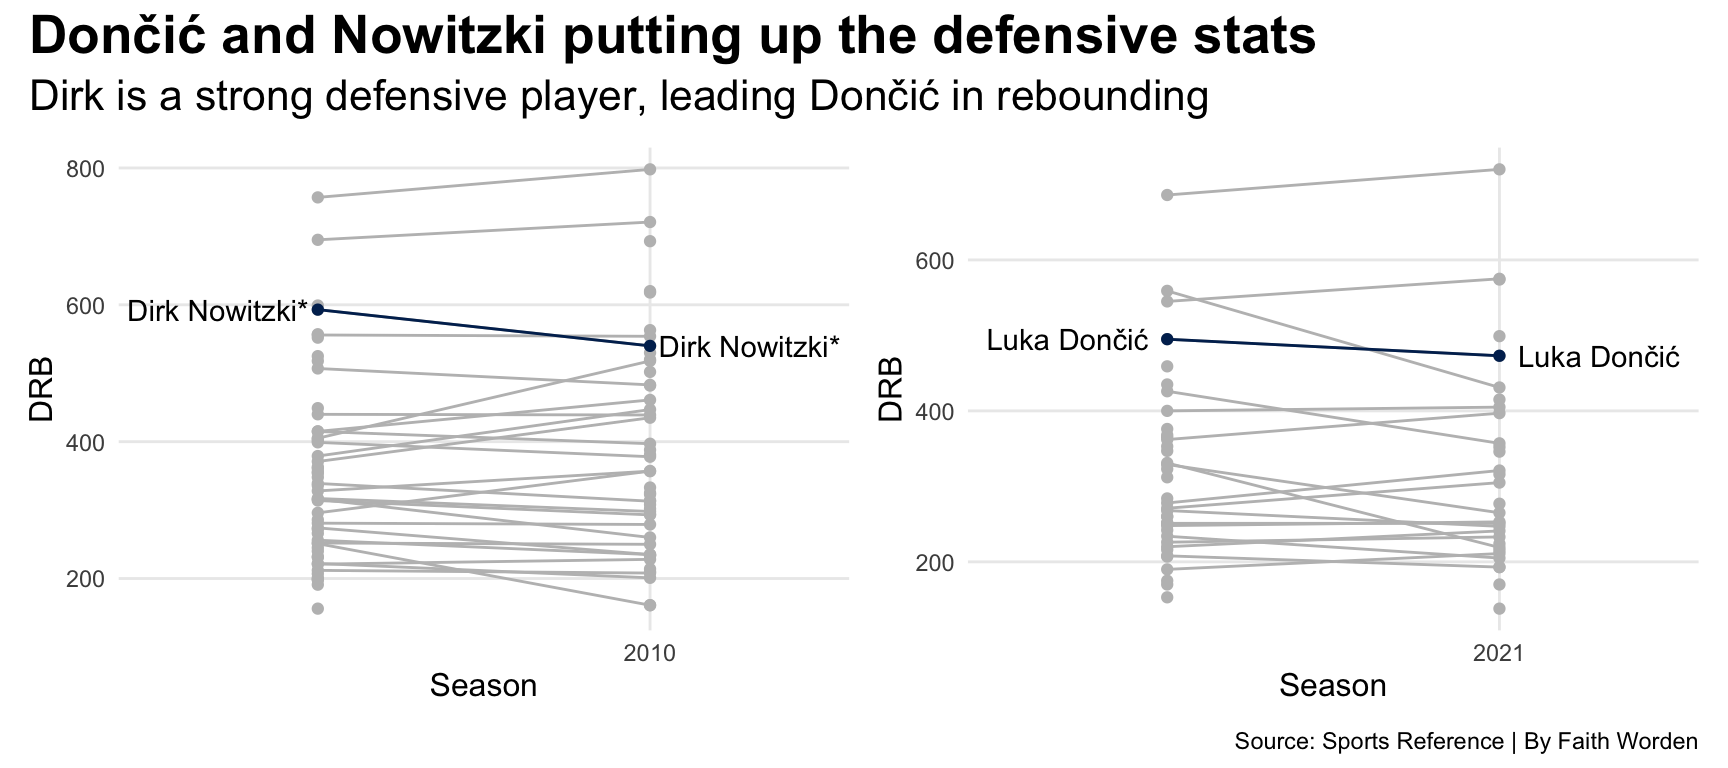 Dončić and Nowitzki putting up the defensive stats
Dirk is a strong defensive player, leading Dončić in rebounding
DRB
800
600
400
200
Dirk Nowitzki*
Dirk Nowitzki*
2010
Season
DRB
600
400
200
Luka Dončić
Luka Dončić
2021
Season
Source: Sports Reference | By Faith Worden